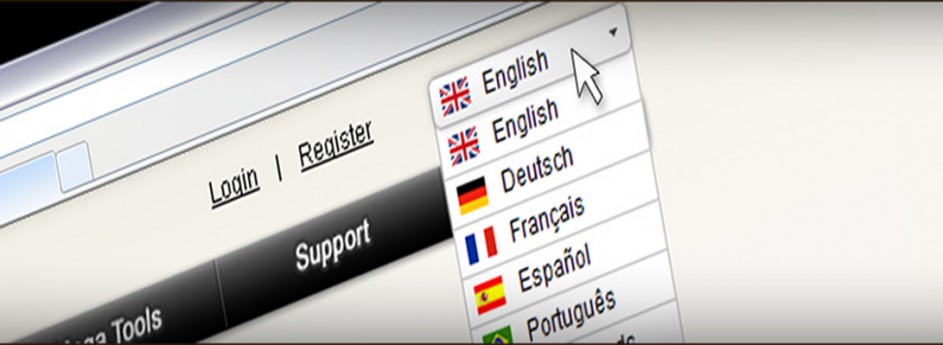 English
English
Deutsch
Français
Español
Português
Login | Register
Support
Tools